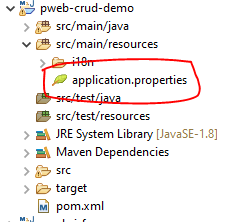 pweb-crud-demo
src/main/java
src/main/resources
i18n
application.properties
src/test/java
src/test/resources
JRE System Library [JavaSE-1.8]
Maven Dependencies
src
target
pom.xml